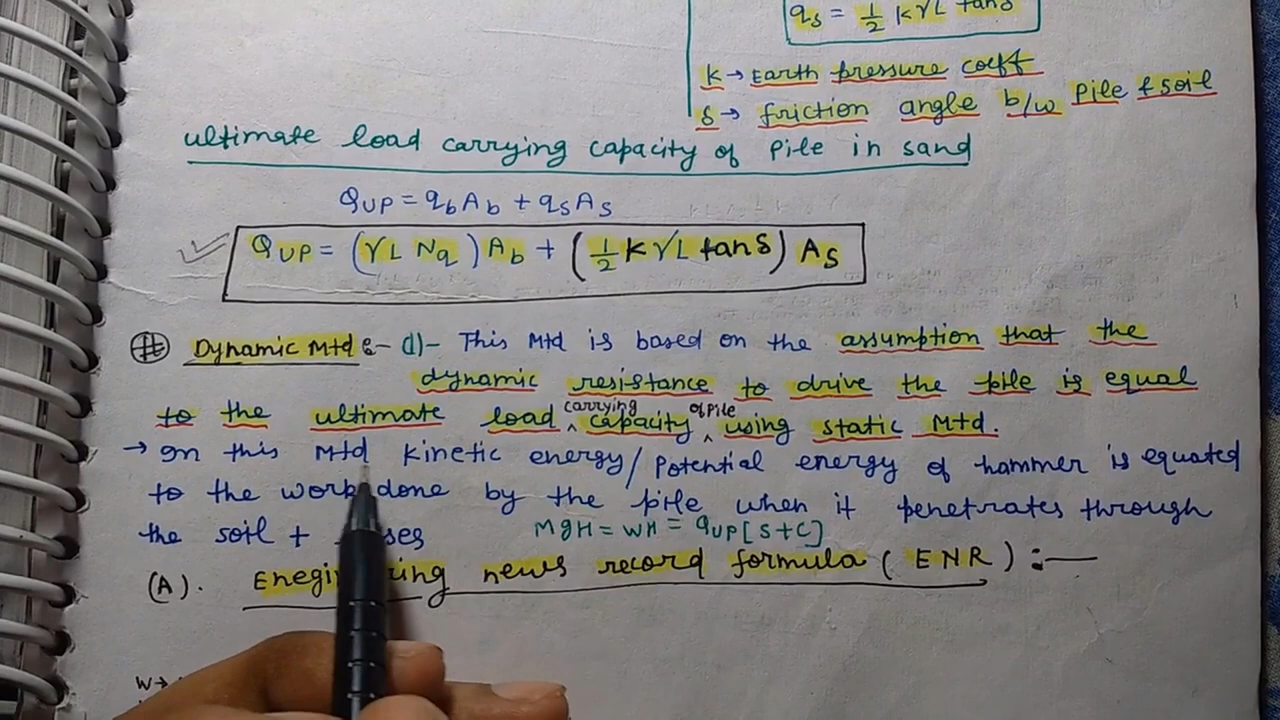 qs = 1/2 KγL tanδ
K → Earth pressure coeff
δ → friction angle b/w Pile & soil
ultimate load carrying capacity of Pile in sand
QUP = qb Ab + qs As
QUP = (γL Nq) Ab + (1/2 KγL tanδ) As
# Dynamic Mtd :- d)- This Mtd is based on the assumption that the
dynamic resistance to drive the pile is equal
to the ultimate load carrying capacity of pile using static Mtd.
→ In this Mtd Kinetic energy/Potential energy of hammer is equated
to the work done by the pile when it penetrates through
the soil +
MgH = WH = QUP[S+C]
(A). news record formula (ENR) :—
W →